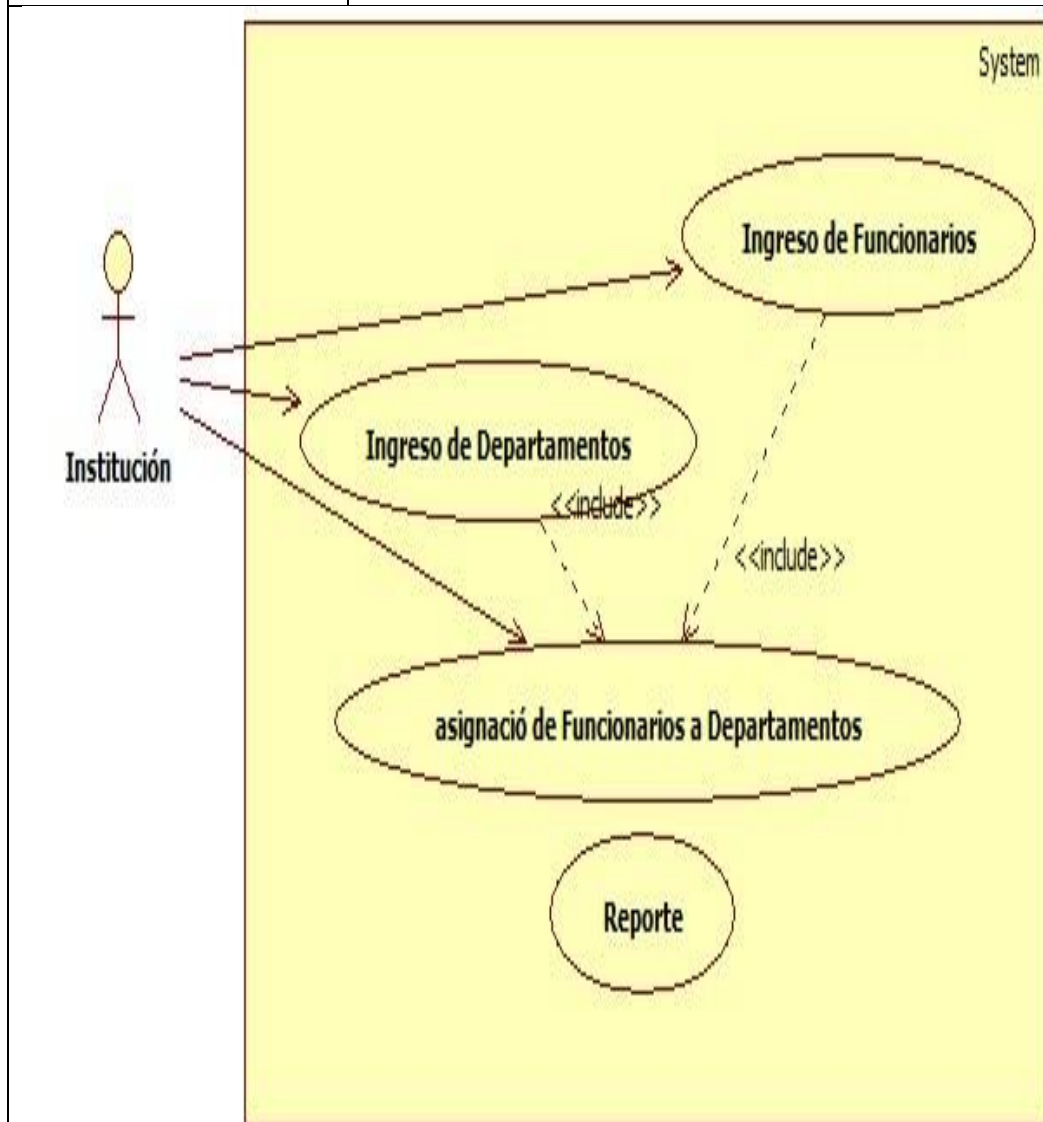 System
Ingreso de Funcionarios
Ingreso de Departamentos
Institución
<<include>>
<<include>>
asignació de Funcionarios a Departamentos
Reporte